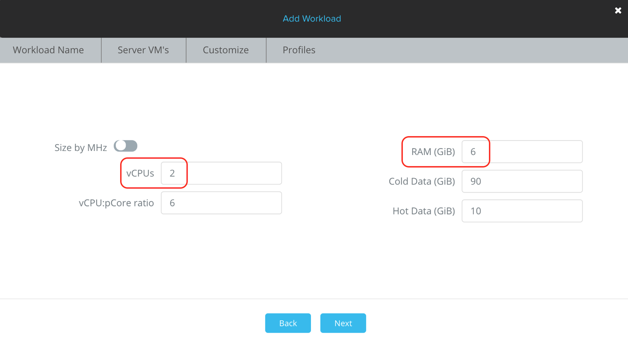 Add Workload
Workload Name Server VM's Customize Profiles
Size by MHz
vCPUs 2
vCPU:pCore ratio 6
RAM (GiB) 6
Cold Data (GiB) 90
Hot Data (GiB) 10
Back Next